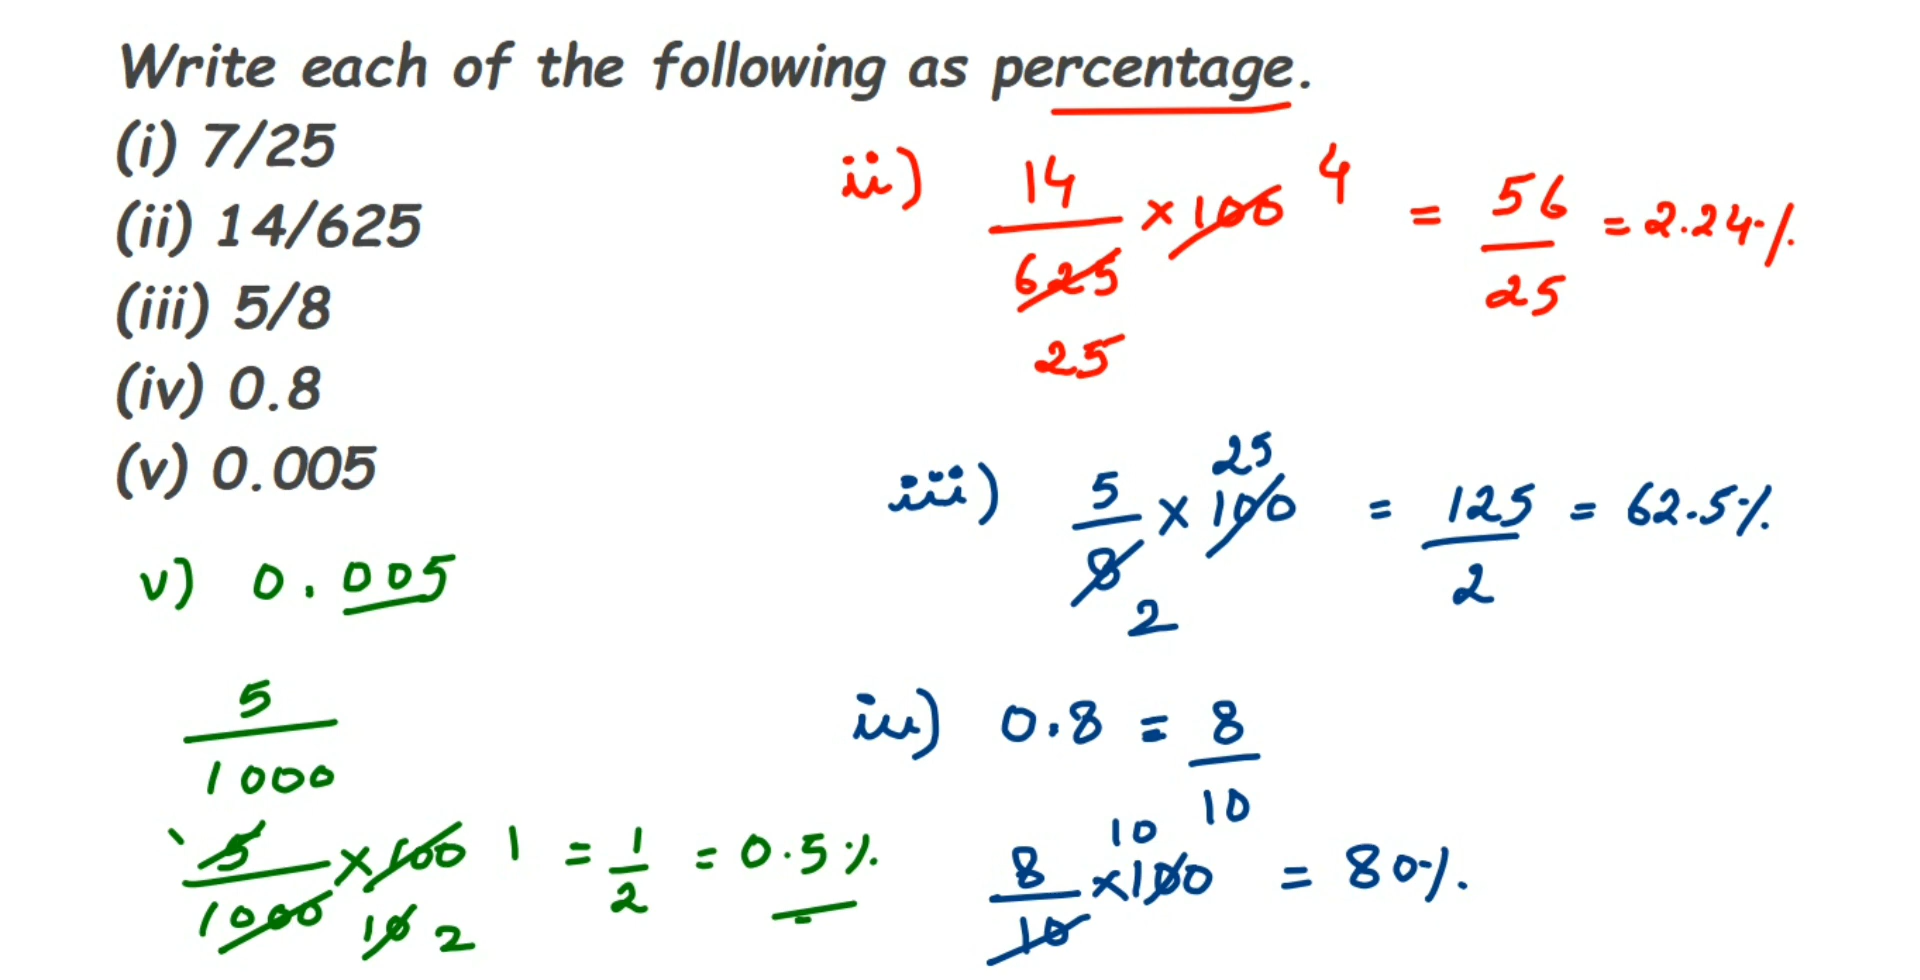 Write each of the following as percentage.
(i) 7/25
(ii) 14/625
(iii) 5/8
(iv) 0.8
(v) 0.005
ii) 14/625 × 100 4 = 56/25 = 2.24%
25
iii) 5/8 × 100 25 = 125/2 = 62.5%
2
iv) 0.8 = 8/10
8/10 × 100 10 = 80%
v) 0.005
5/1000
1 5/1000 × 100 1 = 1/2 = 0.5%
10 2